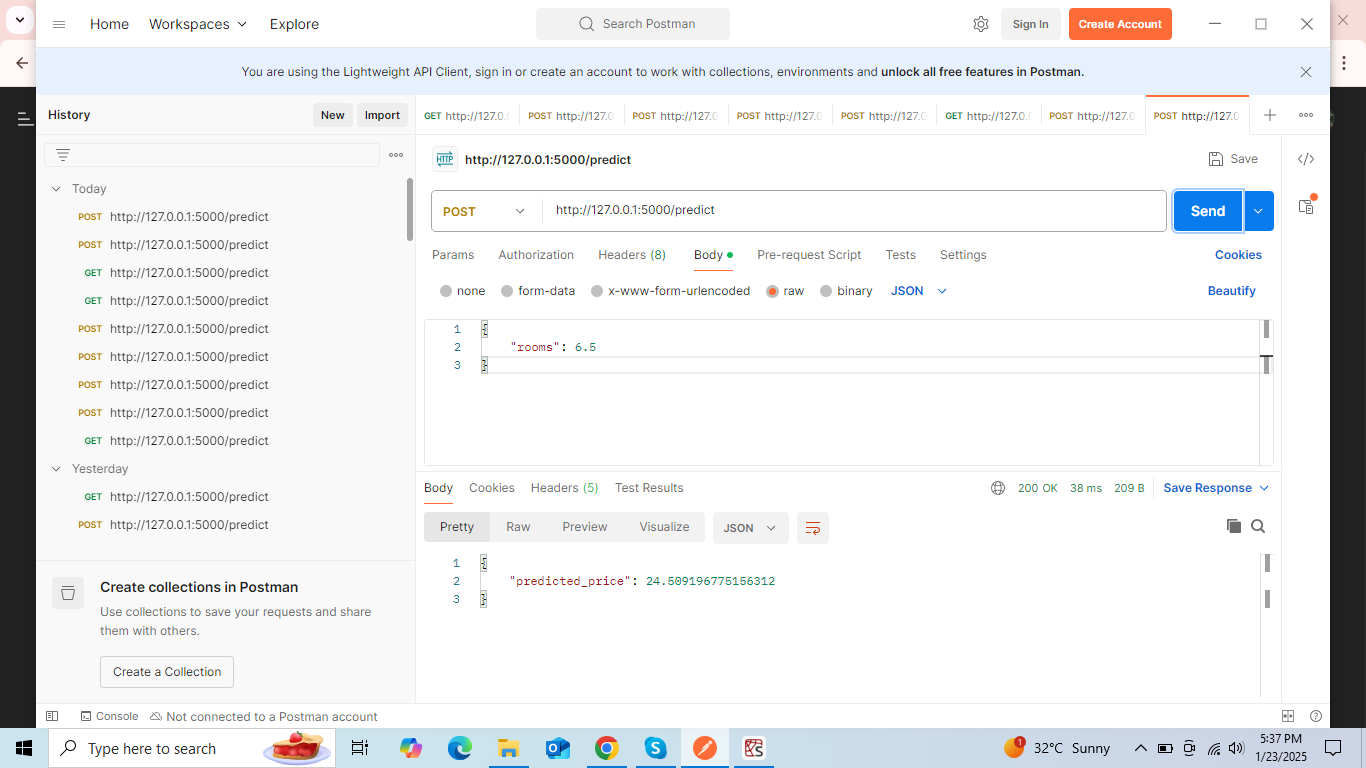 Home Workspaces Explore Search Postman Sign In Create Account
You are using the Lightweight API Client, sign in or create an account to work with collections, environments and unlock all free features in Postman.
History New Import
GET http://127.0. POST http://127.0 POST http://127.0 POST http://127.0 POST http://127.0 GET http://127.0. POST http://127.0 POST http://127.0
HTTP http://127.0.0.1:5000/predict Save
POST http://127.0.0.1:5000/predict Send
Params Authorization Headers (8) Body Pre-request Script Tests Settings Cookies
none form-data x-www-form-urlencoded raw binary JSON Beautify
1 {
2 "rooms": 6.5
3 }
Today
POST http://127.0.0.1:5000/predict
POST http://127.0.0.1:5000/predict
GET http://127.0.0.1:5000/predict
GET http://127.0.0.1:5000/predict
POST http://127.0.0.1:5000/predict
POST http://127.0.0.1:5000/predict
POST http://127.0.0.1:5000/predict
POST http://127.0.0.1:5000/predict
GET http://127.0.0.1:5000/predict
Yesterday
GET http://127.0.0.1:5000/predict
POST http://127.0.0.1:5000/predict
Create collections in Postman
Use collections to save your requests and share
them with others.
Create a Collection
Body Cookies Headers (5) Test Results 200 OK 38 ms 209 B Save Response
Pretty Raw Preview Visualize JSON
1 {
2 "predicted_price": 24.509196775156312
3 }
Console Not connected to a Postman account
Type here to search
1 32°C Sunny
5:37 PM
1/23/2025